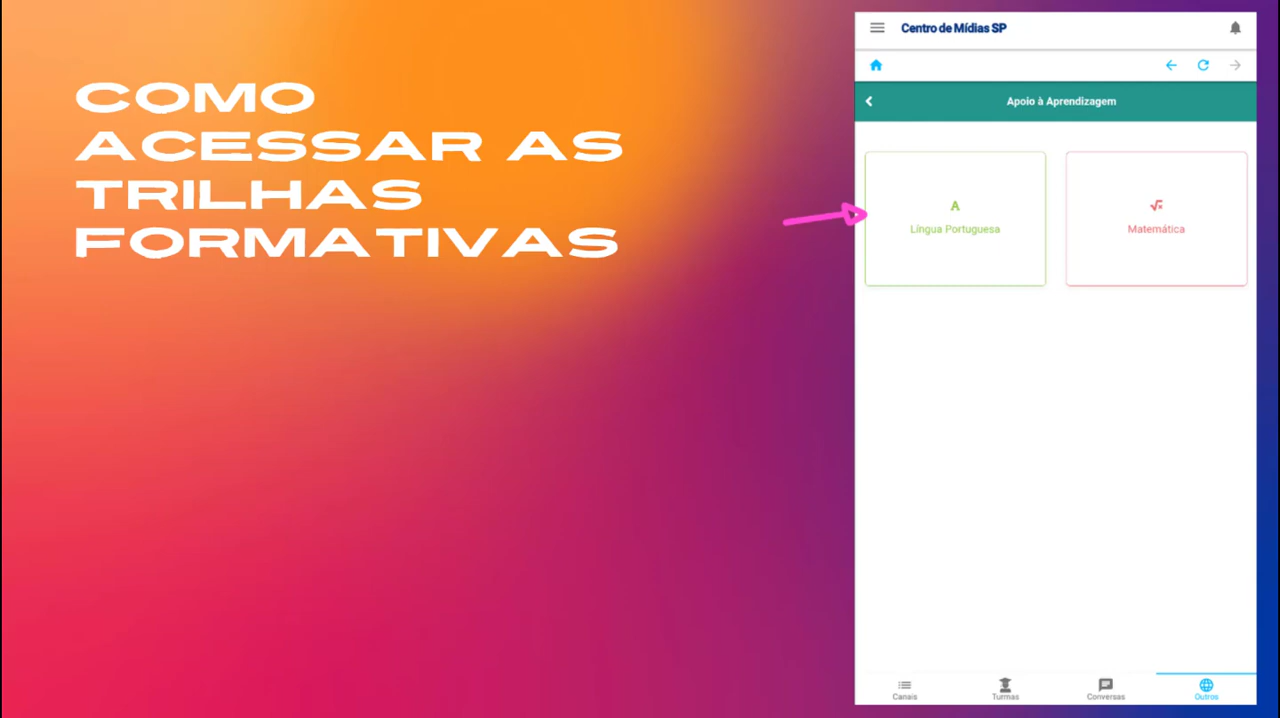 COMO
ACESSAR AS
TRILHAS
FORMATIVAS
Centro de Mídias SP
Apoio à Aprendizagem
A
Língua Portuguesa
√x
Matemática
Canais
Turmas
Conversas
Outros